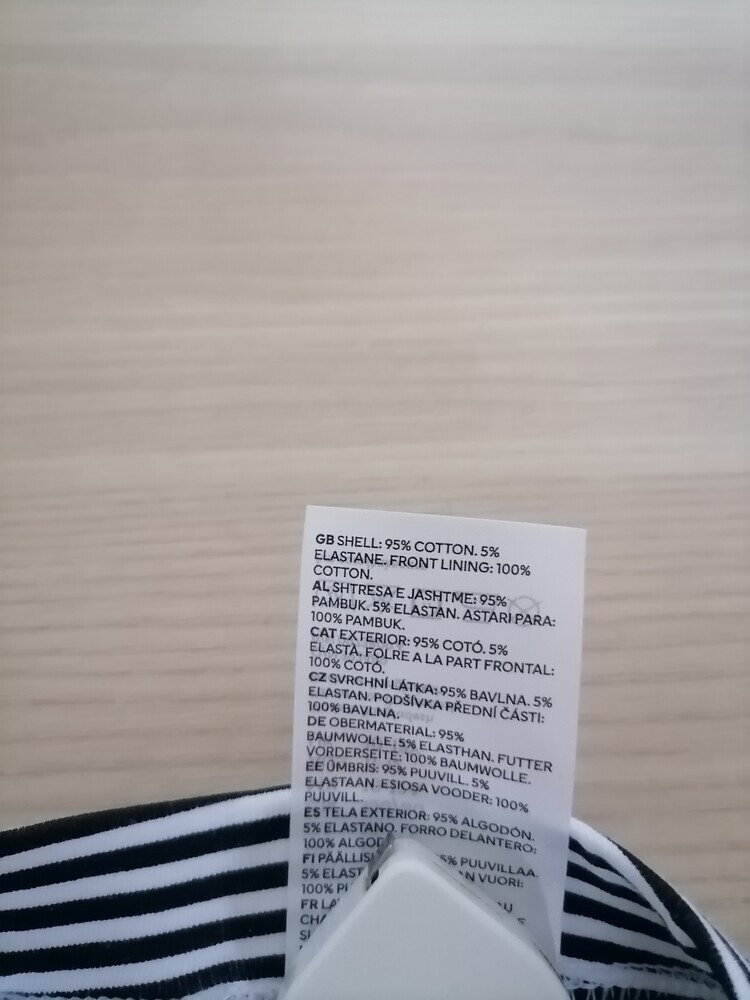 GB SHELL: 95% COTTON. 5%
ELASTANE. FRONT LINING: 100%
COTTON.
AL SHTRESA E JASHTME: 95%
PAMBUK. 5% ELASTAN. ASTARI PARA:
100% PAMBUK.
CAT EXTERIOR: 95% COTÓ. 5%
ELASTÀ. FOLRE A LA PART FRONTAL:
100% COTÓ.
CZ SVRCHNÍ LÁTKA: 95% BAVLNA. 5%
ELASTAN. PODŠÍVKA PŘEDNÍ ČÁSTI:
100% BAVLNA.
DE OBERMATERIAL: 95%
BAUMWOLLE. 5% ELASTHAN. FUTTER
VORDERSEITE: 100% BAUMWOLLE.
EE ÜMBRIS: 95% PUUVILL. 5%
ELASTAAN. ESIOSA VOODER: 100%
PUUVILL.
ES TELA EXTERIOR: 95% ALGODÓN.
5% ELASTANO. FORRO DELANTERO:
100%
FI 5% PUUVILLAA.
5% VUORI:
100%
FR